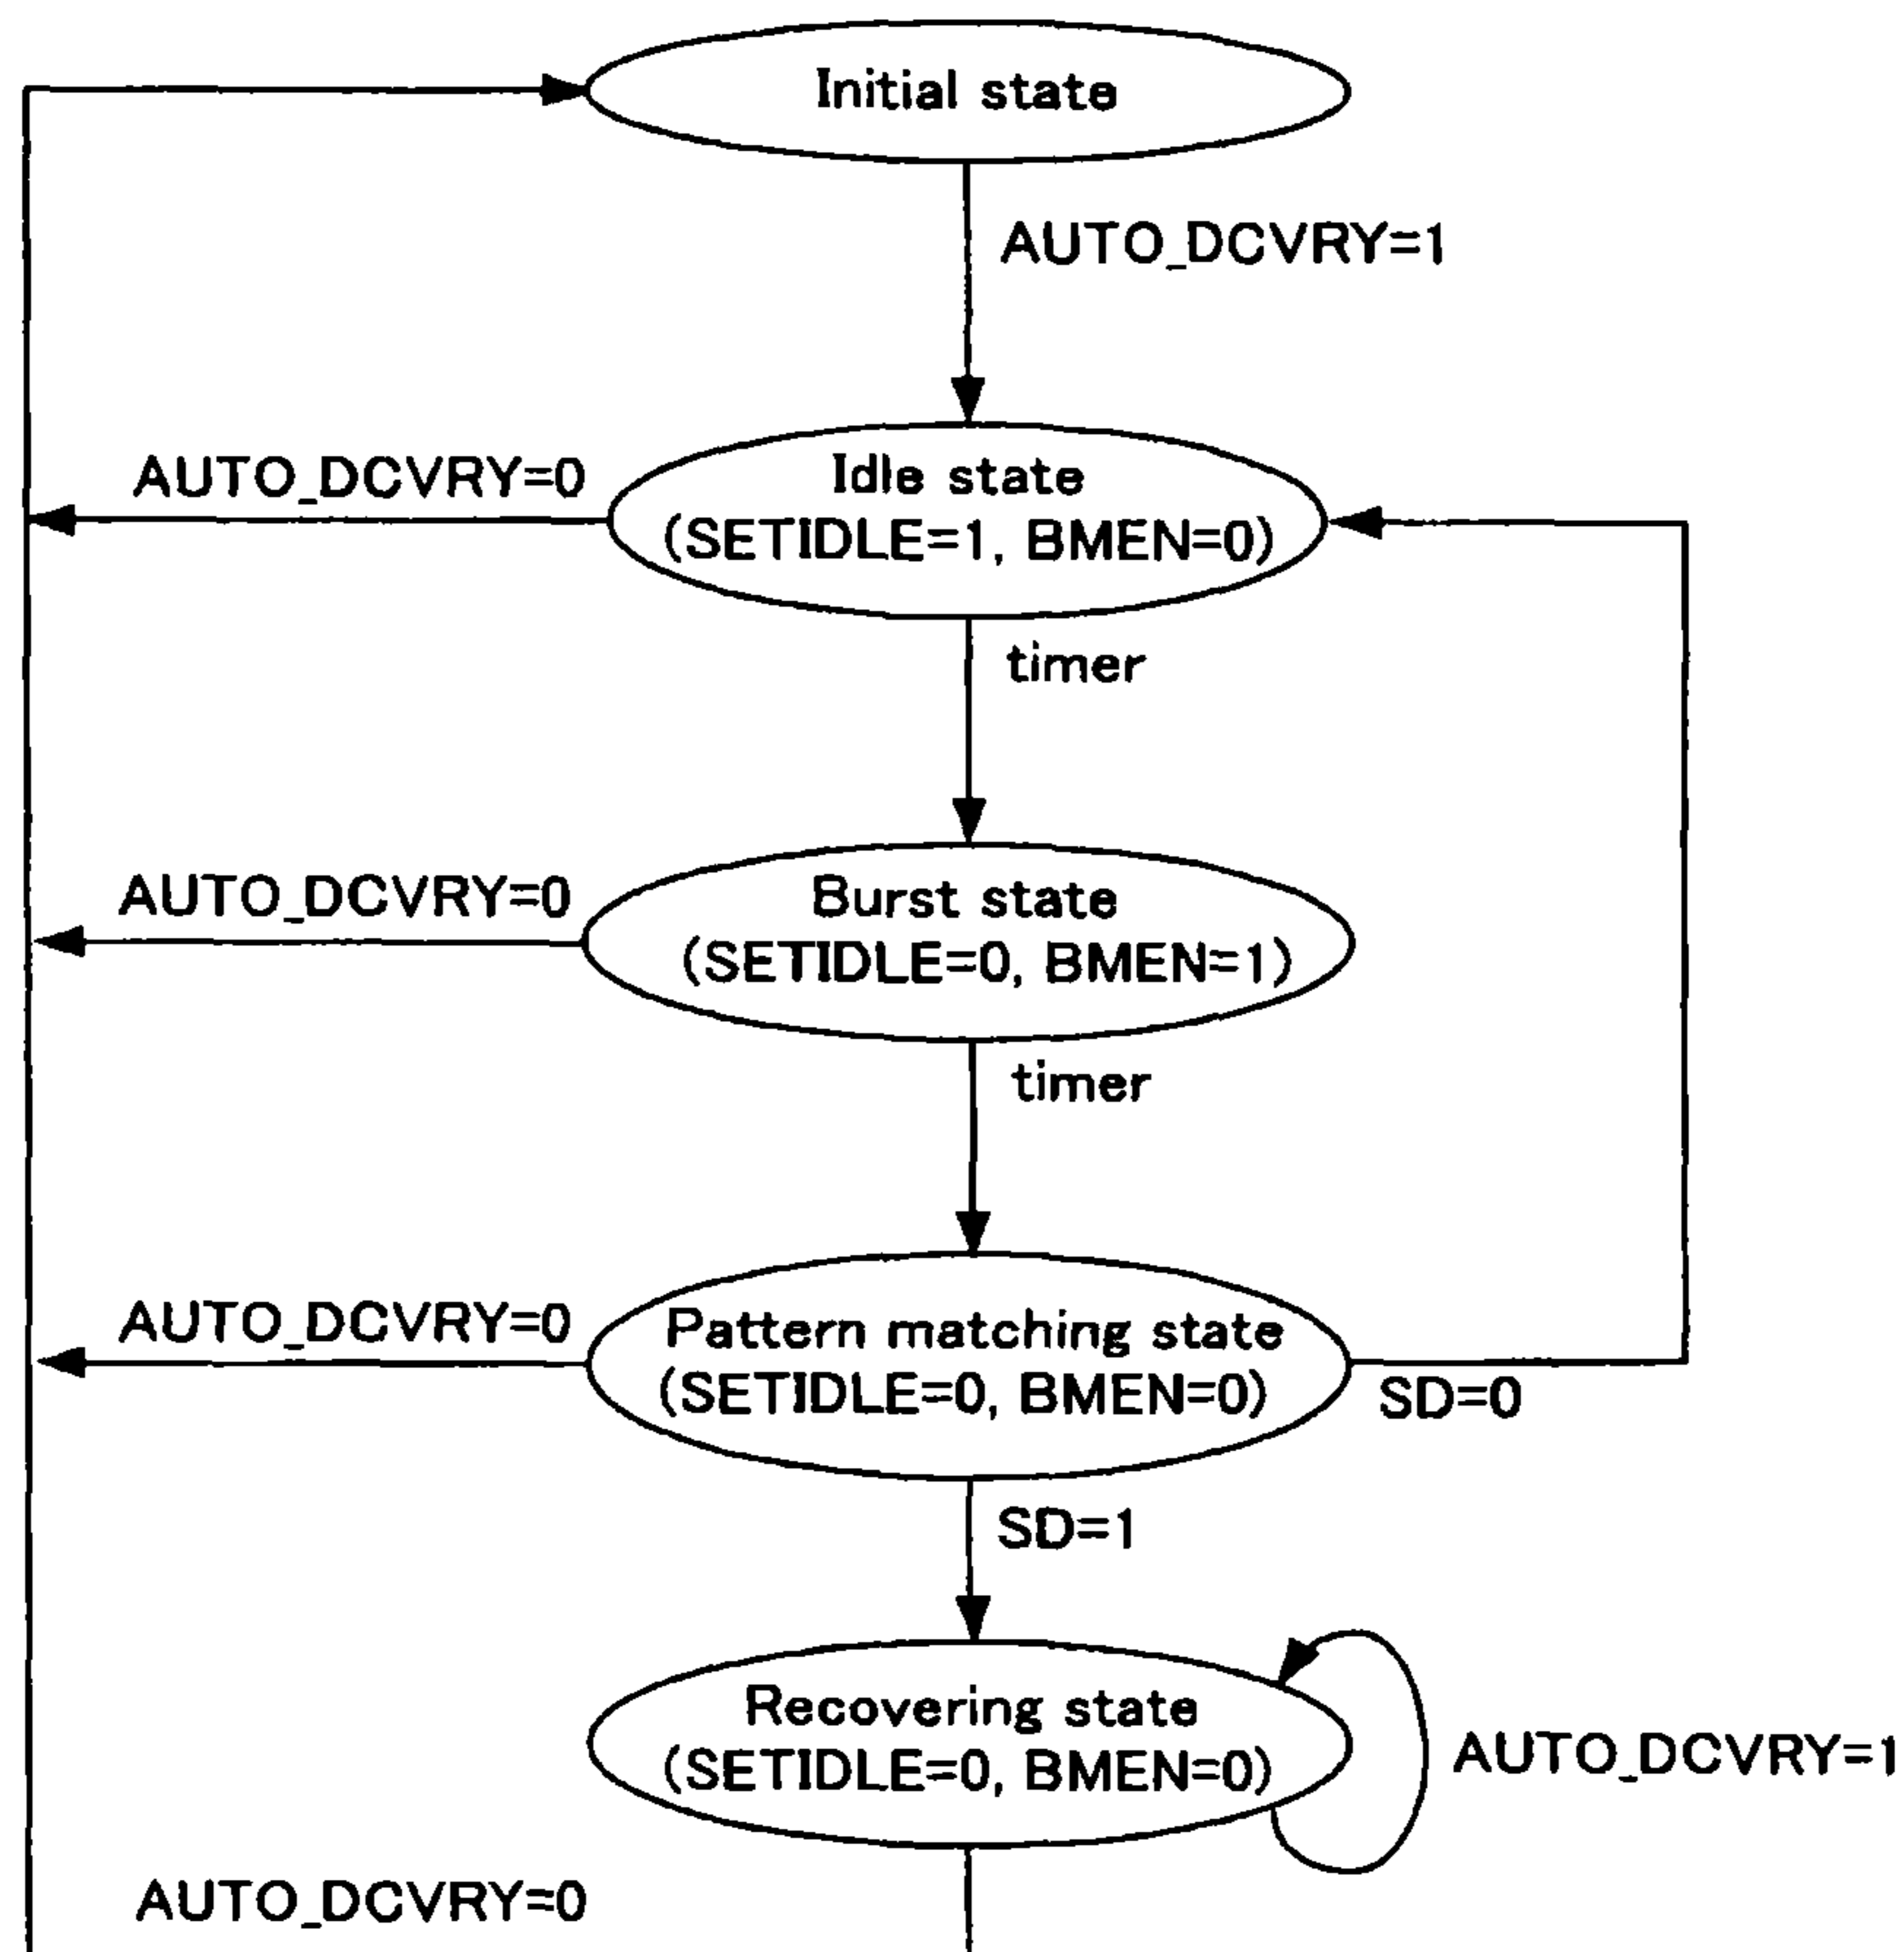 Initial state
AUTO_DCVRY=1
AUTO_DCVRY=0
Idle state
(SETIDLE=1, BMEN=0)
timer
AUTO_DCVRY=0
Burst state
(SETIDLE=0, BMEN=1)
timer
AUTO_DCVRY=0
Pattern matching state
(SETIDLE=0, BMEN=0)
SD=0
SD=1
Recovering state
(SETIDLE=0, BMEN=0)
AUTO_DCVRY=1
AUTO_DCVRY=0